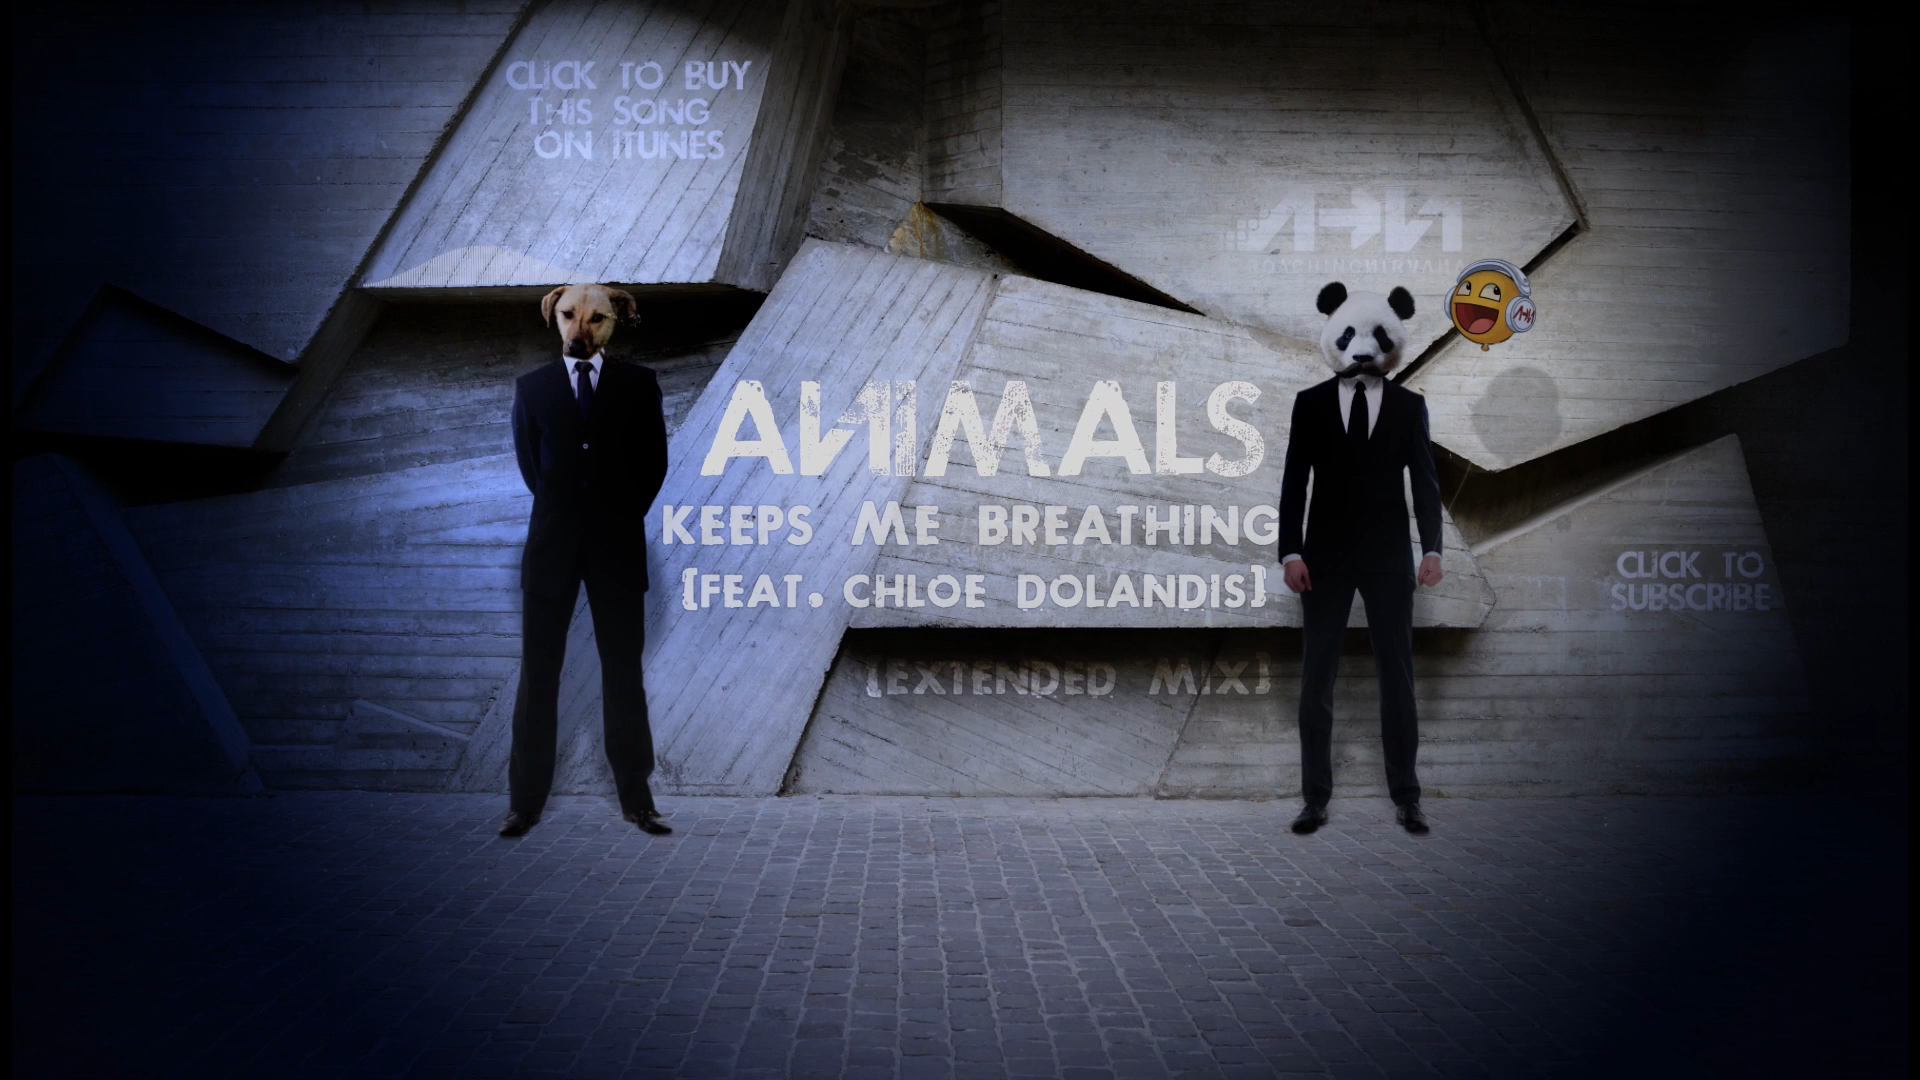 CLICK TO BUY
THIS SONG
ON ITUNES
ANIMALS
KEEPS ME BREATHING
[FEAT. CHLOE DOLANDIS]
[EXTENDED MIX]
CLICK TO
SUBSCRIBE